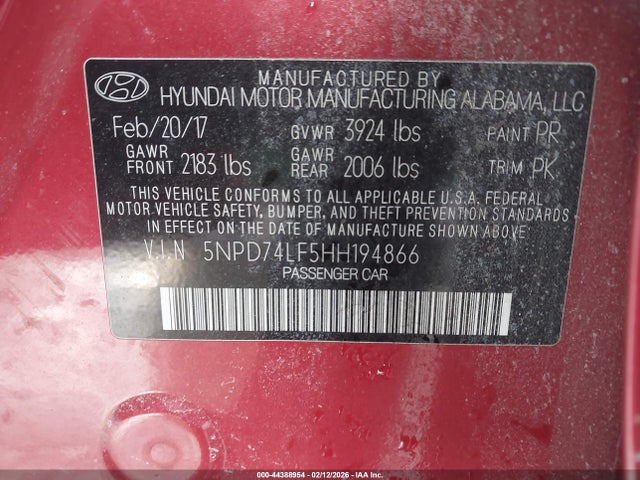 MANUFACTURED BY
HYUNDAI MOTOR MANUFACTURING ALABAMA, LLC
Feb/20/17 GVWR 3924 lbs PAINT PR
GAWR FRONT 2183 lbs GAWR REAR 2006 lbs TRIM PK
THIS VEHICLE CONFORMS TO ALL APPLICABLE U.S.A. FEDERAL
MOTOR VEHICLE SAFETY, BUMPER, AND THEFT PREVENTION STANDARDS
IN EFFECT ON THE DATE OF MANUFACTURE SHOWN ABOVE.
V.I.N 5NPD74LF5HH194866
PASSENGER CAR
000-44388954 - 02/12/2026 - IAA Holdings, LLC.